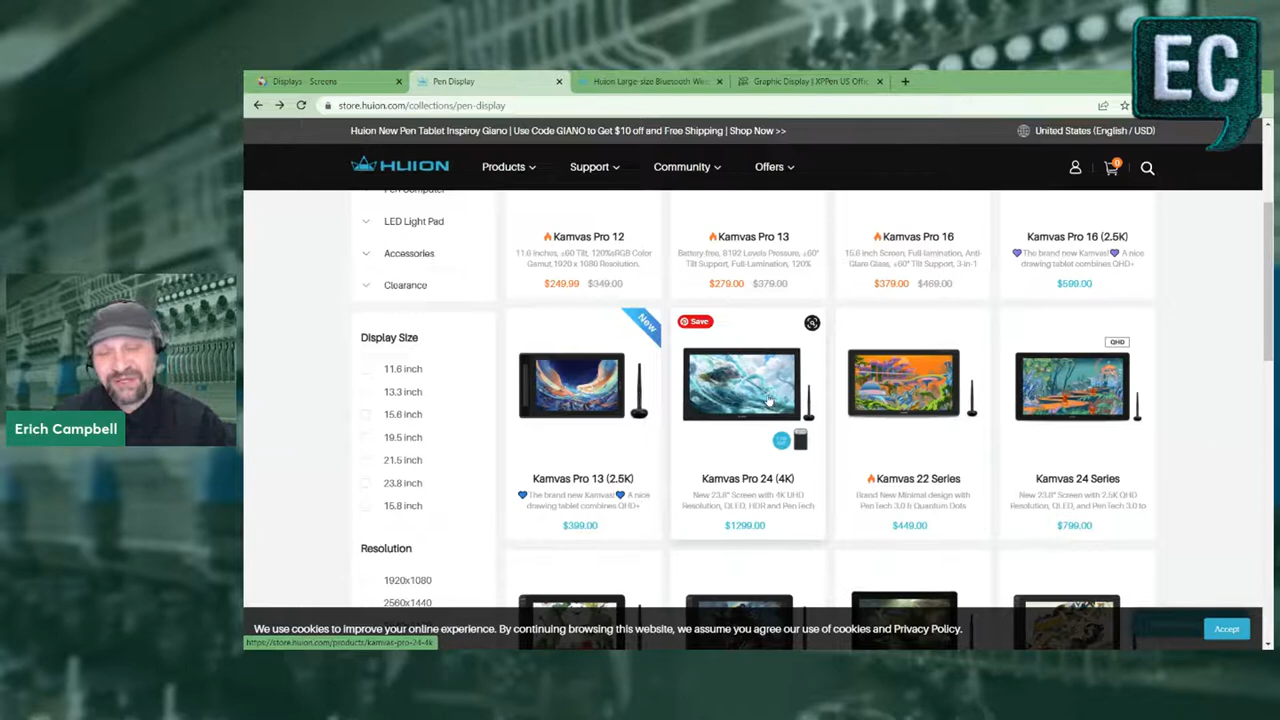 EC
Displays - Screens
Pen Display
Huion Large-size Bluetooth Wire
Graphic Display | XPPen US Offic
store.huion.com/collections/pen-display
Huion New Pen Tablet Inspiroy Giano | Use Code GIANO to Get $10 off and Free Shipping | Shop Now >>
United States (English / USD)
HUION
Products
Support
Community
Offers
0
Pen Computer
LED Light Pad
Accessories
Clearance
Kamvas Pro 12
11.6 inches, ±60 Tilt, 120%sRGB Color
Gamut,1920 x 1080 Resolution.
$249.99 $349.00
Kamvas Pro 13
Battery-free, 8192 Levels Pressure, ±60°
Tilt Support, Full-Lamination, 120%
$279.00 $379.00
Kamvas Pro 16
15.6 inch Screen, Full-lamination, Anti-
Glare Glass, ±60° Tilt Support, 3-in-1
$379.00 $469.00
Kamvas Pro 16 (2.5K)
The brand new Kamvas! A nice
drawing tablet combines QHD+
$599.00
Display Size
11.6 inch
13.3 inch
15.6 inch
19.5 inch
21.5 inch
23.8 inch
15.8 inch
Resolution
1920x1080
2560x1440
New
Kamvas Pro 13 (2.5K)
The brand new Kamvas! A nice
drawing tablet combines QHD+
$399.00
Save
Kamvas Pro 24 (4K)
New 23.8" Screen with 4K UHD
Resolution, QLED, HDR and PenTech
$1299.00
Kamvas 22 Series
Brand New Minimal design with
PenTech 3.0 & Quantum Dots
$449.00
QHD
Kamvas 24 Series
New 23.8" Screen with 2.5K QHD
Resolution, QLED, and PenTech 3.0 to
$799.00
Erich Campbell
We use cookies to improve your online experience. By continuing browsing this website, we assume you agree our use of cookies and Privacy Policy.
Accept
https://store.huion.com/products/kamvas-pro-24-4k